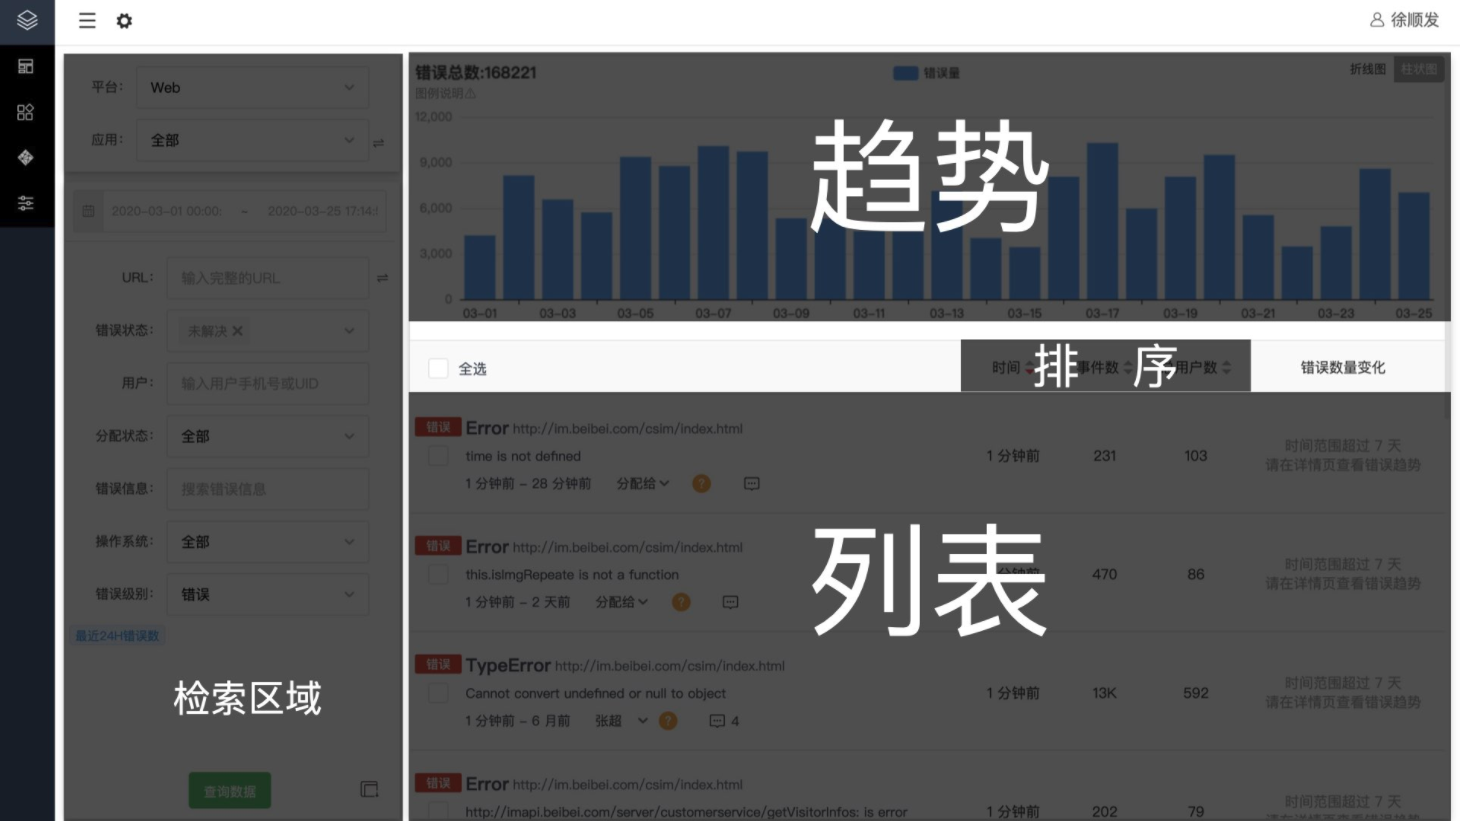 徐顺发
平台: Web
应用: 全部
2020-03-01 00:00: - 2020-03-25 17:14:
URL: 输入完整的URL
错误状态: 未解决 ×
用户: 输入用户手机号或UID
分配状态: 全部
错误信息: 搜索错误信息
操作系统: 全部
错误级别: 错误
最近24H错误数
检索区域
查询数据
错误总数:168221
错误量
折线图 柱状图
图例说明
12,000
9,000
6,000
3,000
0
03-01 03-03 03-05 03-07 03-09 03-11 03-13 03-15 03-17 03-19 03-21 03-23 03-25
趋势
全选 时间 事件数 用户数 错误数量变化
排 序
错误 Error http://im.beibei.com/csim/index.html
time is not defined 1 分钟前 231 103
时间范围超过 7 天
请在详情页查看错误趋势
1 分钟前 - 28 分钟前 分配给 ?
列表
错误 Error http://im.beibei.com/csim/index.html
this.isImgRepeate is not a function 分钟前 470 86
时间范围超过 7 天
请在详情页查看错误趋势
1 分钟前 - 2 天前 分配给 ?
错误 TypeError http://im.beibei.com/csim/index.html
Cannot convert undefined or null to object 1 分钟前 13K 592
时间范围超过 7 天
请在详情页查看错误趋势
1 分钟前 - 6 月前 张超 ? 4
错误 Error http://im.beibei.com/csim/index.html
http://imapi.beibei.com/server/customerservice/getVisitorInfos: is error 1 分钟前 202 79
时间范围超过 7 天